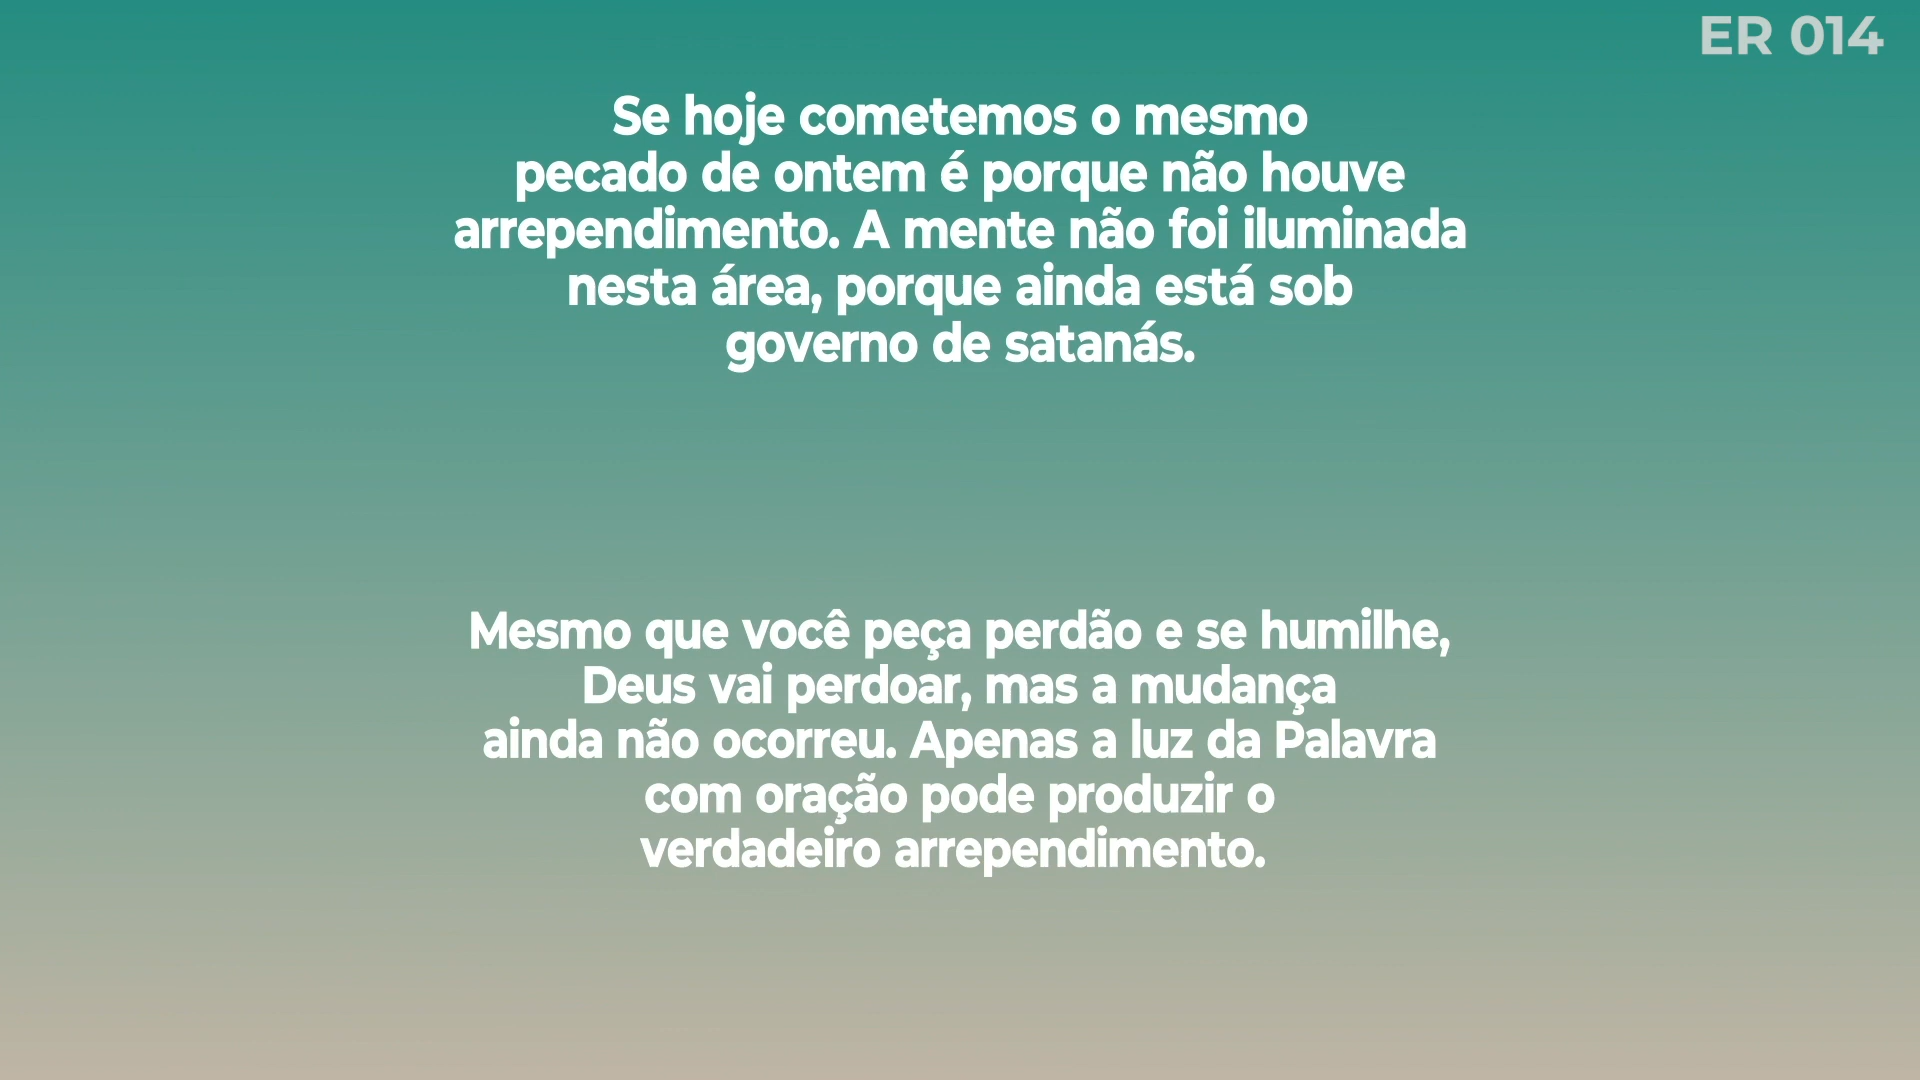 ER 014
Se hoje cometemos o mesmo
pecado de ontem é porque não houve
arrependimento. A mente não foi iluminada
nesta área, porque ainda está sob
governo de satanás.
Mesmo que você peça perdão e se humilhe,
Deus vai perdoar, mas a mudança
ainda não ocorreu. Apenas a luz da Palavra
com oração pode produzir o
verdadeiro arrependimento.